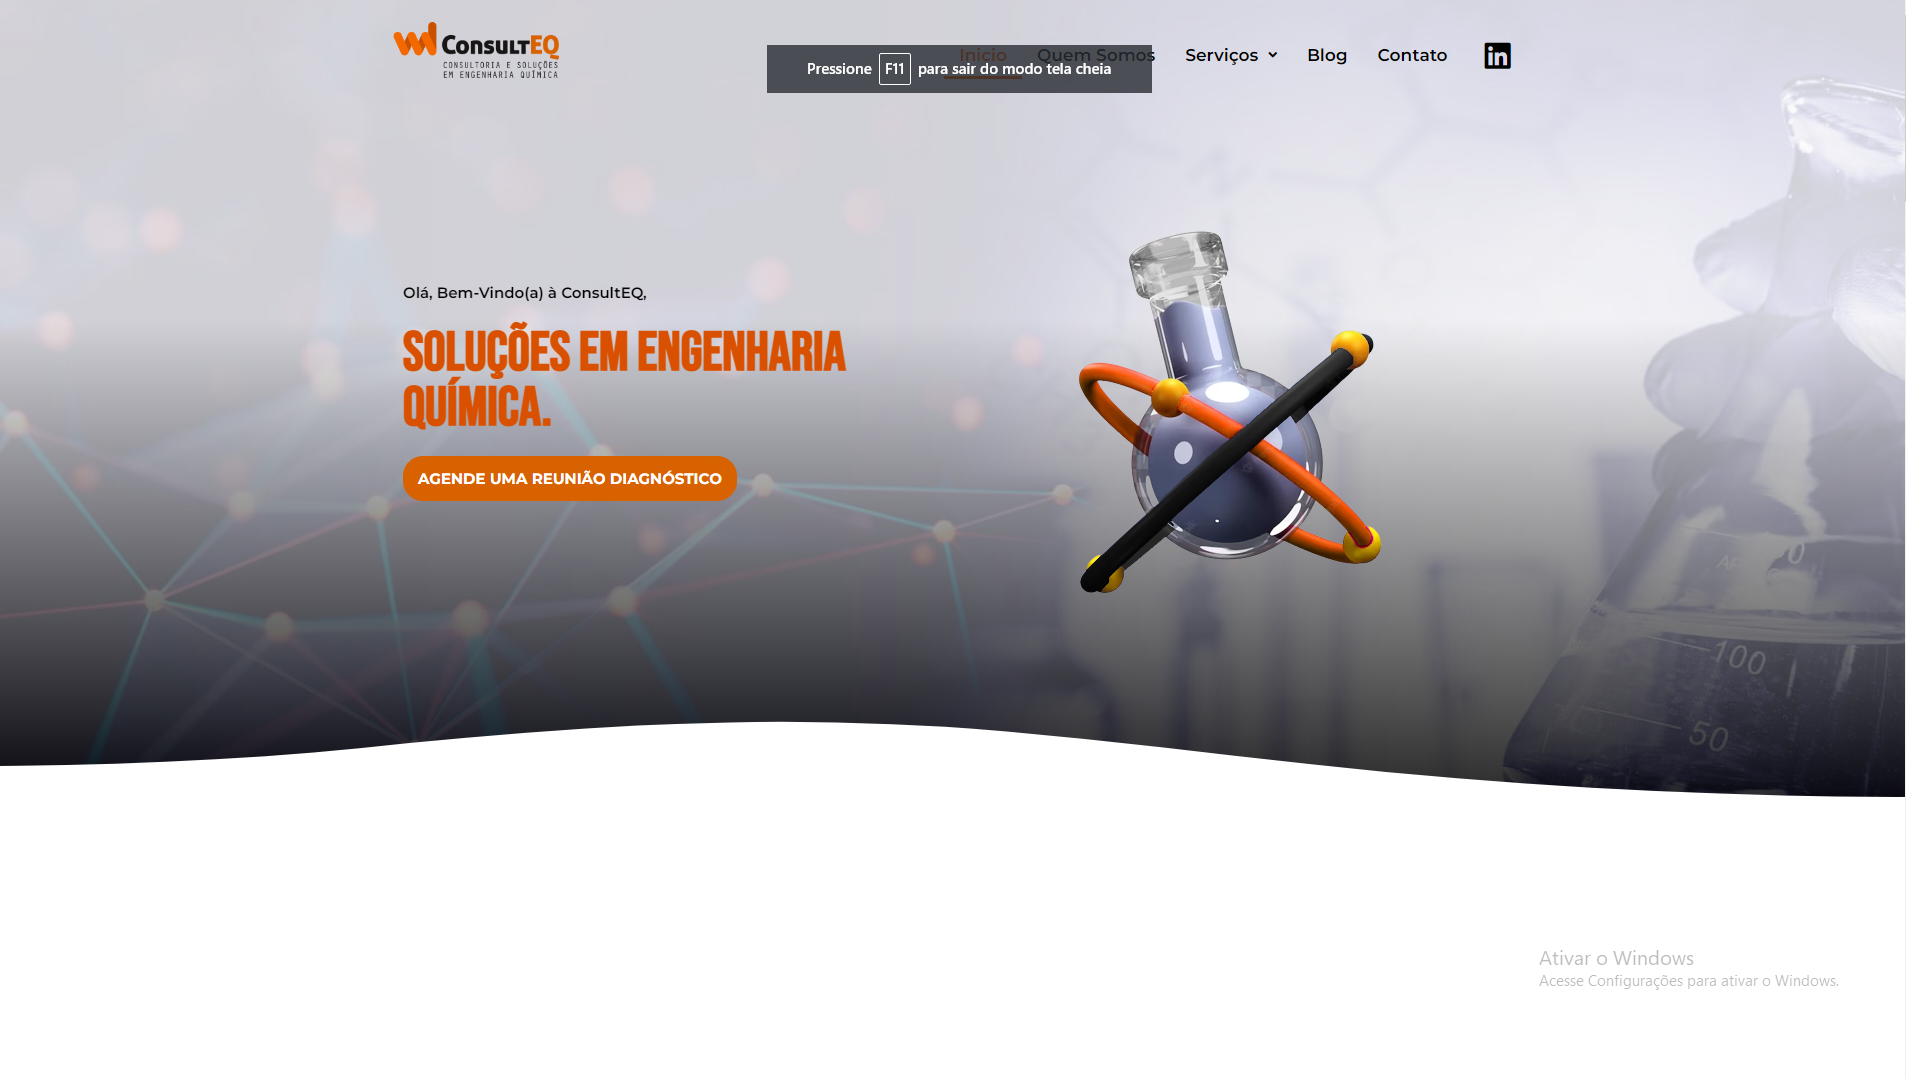 ConsultEQ
CONSULTORIA E SOLUÇÕES
EM ENGENHARIA QUÍMICA
Início
Quem Somos
Serviços
Blog
Contato
in
Pressione F11 para sair do modo tela cheia
Olá, Bem-Vindo(a) à ConsultEQ,
SOLUÇÕES EM ENGENHARIA
QUÍMICA.
AGENDE UMA REUNIÃO DIAGNÓSTICO
100
50
Ativar o Windows
Acesse Configurações para ativar o Windows.